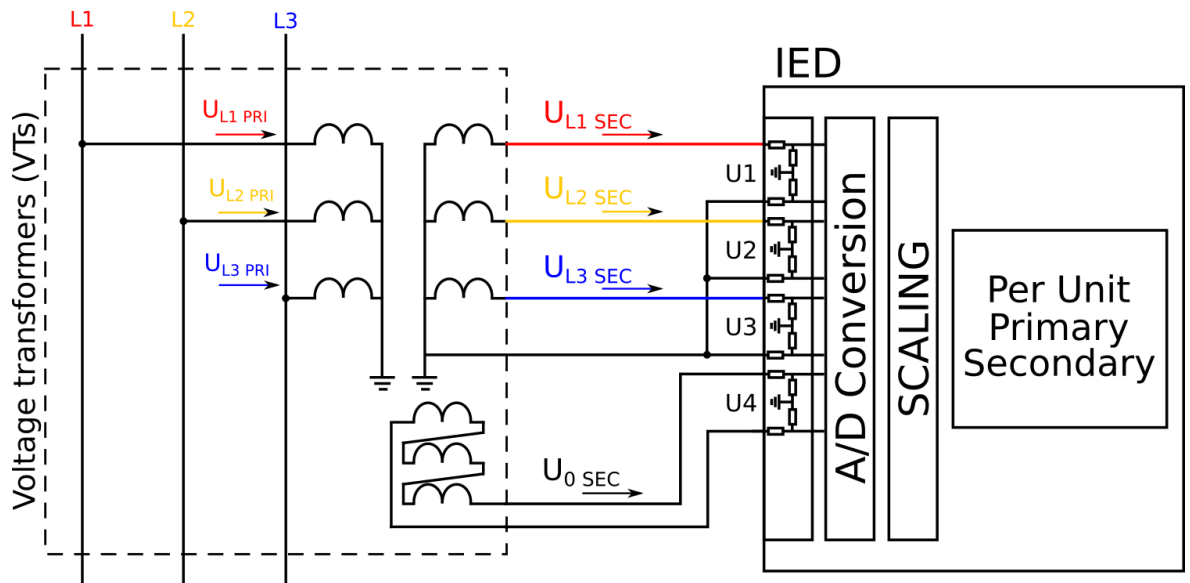 L1
L2
L3
IED
Voltage transformers (VTs)
UL1 PRI
UL1 SEC
U1
UL2 PRI
UL2 SEC
U2
UL3 PRI
UL3 SEC
U3
U4
U0 SEC
A/D Conversion
SCALING
Per Unit
Primary
Secondary